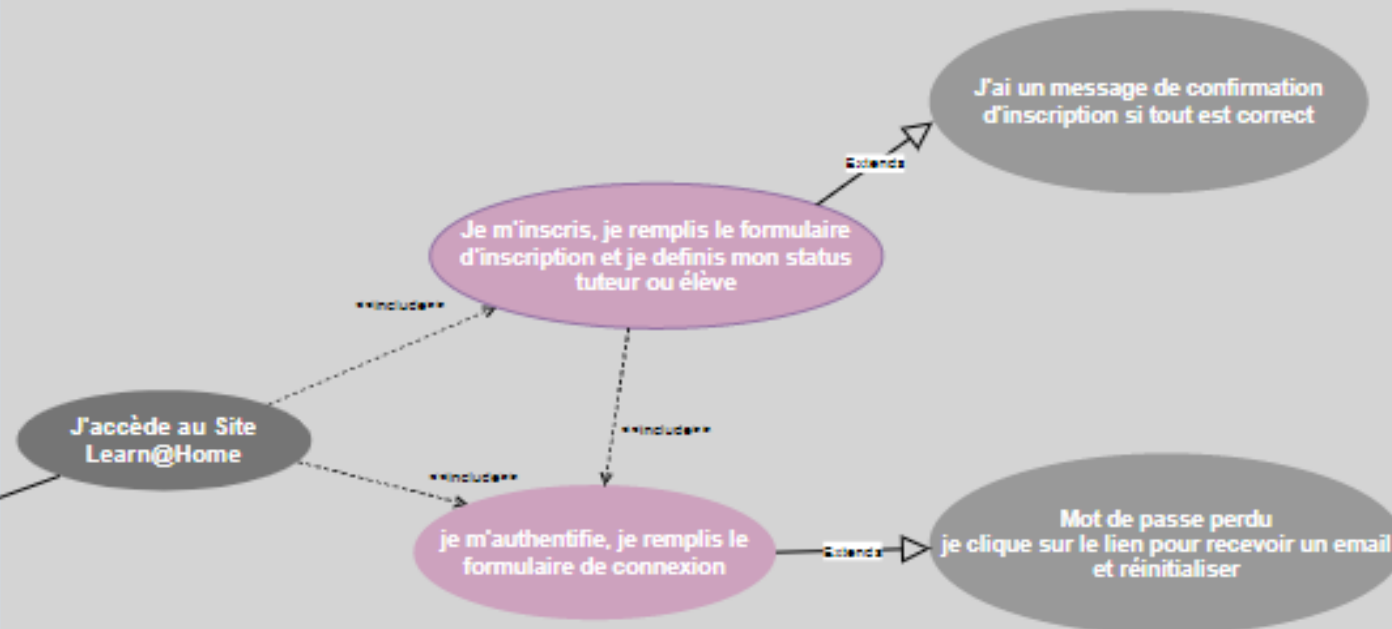 J'ai un message de confirmation
d'inscription si tout est correct
Extends
Je m'inscris, je remplis le formulaire
d'inscription et je definis mon status
tuteur ou élève
**include**
J'accède au Site
Learn@Home
**include**
**include**
je m'authentifie, je remplis le
formulaire de connexion
Extends
Mot de passe perdu
je clique sur le lien pour recevoir un email
et réinitialiser